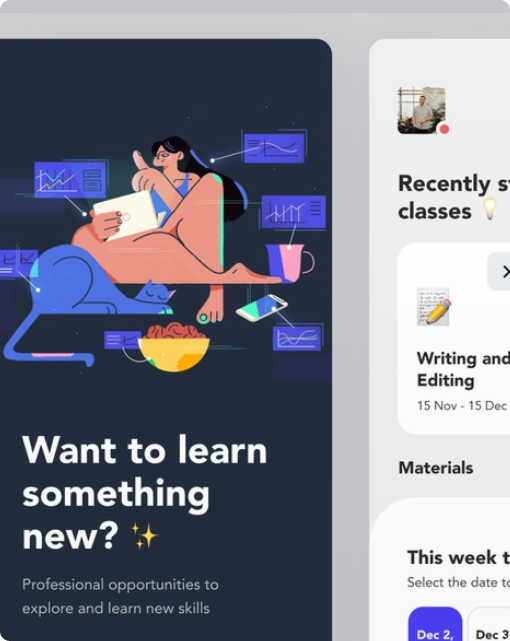 Want to learn
something
new? ✨
Professional opportunities to
explore and learn new skills
Recently
classes 💡
Writing and
Editing
15 Nov - 15 Dec
Materials
This week
Select the date to
Dec 2,
Dec 3